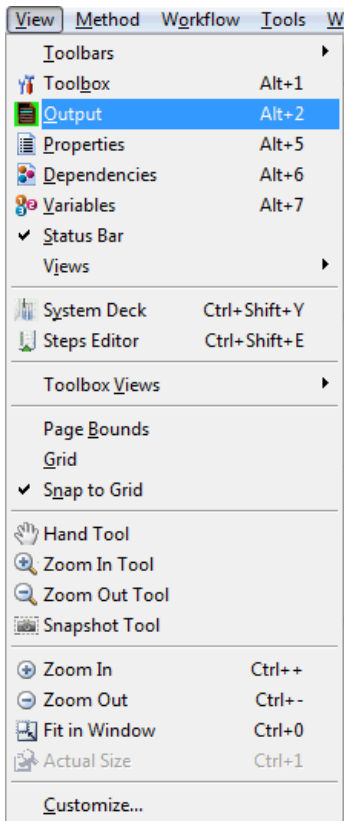 View Method Workflow Tools W
Toolbars
Toolbox Alt+1
Output Alt+2
Properties Alt+5
Dependencies Alt+6
Variables Alt+7
Status Bar
Views
System Deck Ctrl+Shift+Y
Steps Editor Ctrl+Shift+E
Toolbox Views
Page Bounds
Grid
Snap to Grid
Hand Tool
Zoom In Tool
Zoom Out Tool
Snapshot Tool
Zoom In Ctrl++
Zoom Out Ctrl+-
Fit in Window Ctrl+0
Actual Size Ctrl+1
Customize...